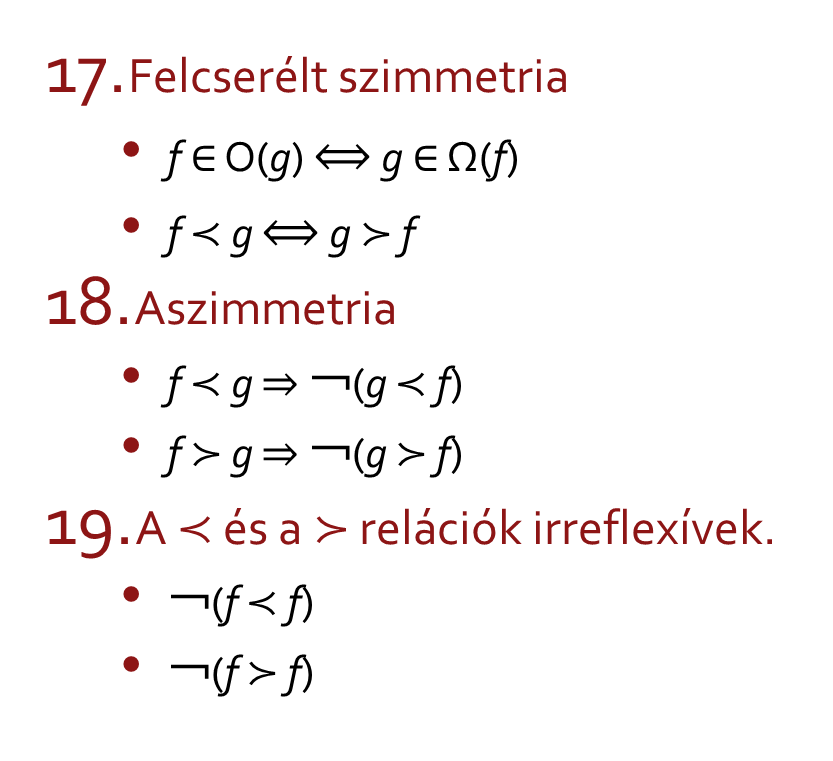 17. Felcserélt szimmetria
• f ∈ O(g) ⟺ g ∈ Ω(f)
• f ≺ g ⟺ g ≻ f
18. Aszimmetria
• f ≺ g ⇒ ¬(g ≺ f)
• f ≻ g ⇒ ¬(g ≻ f)
19. A ≺ és a ≻ relációk irreflexívek.
• ¬(f ≺ f)
• ¬(f ≻ f)